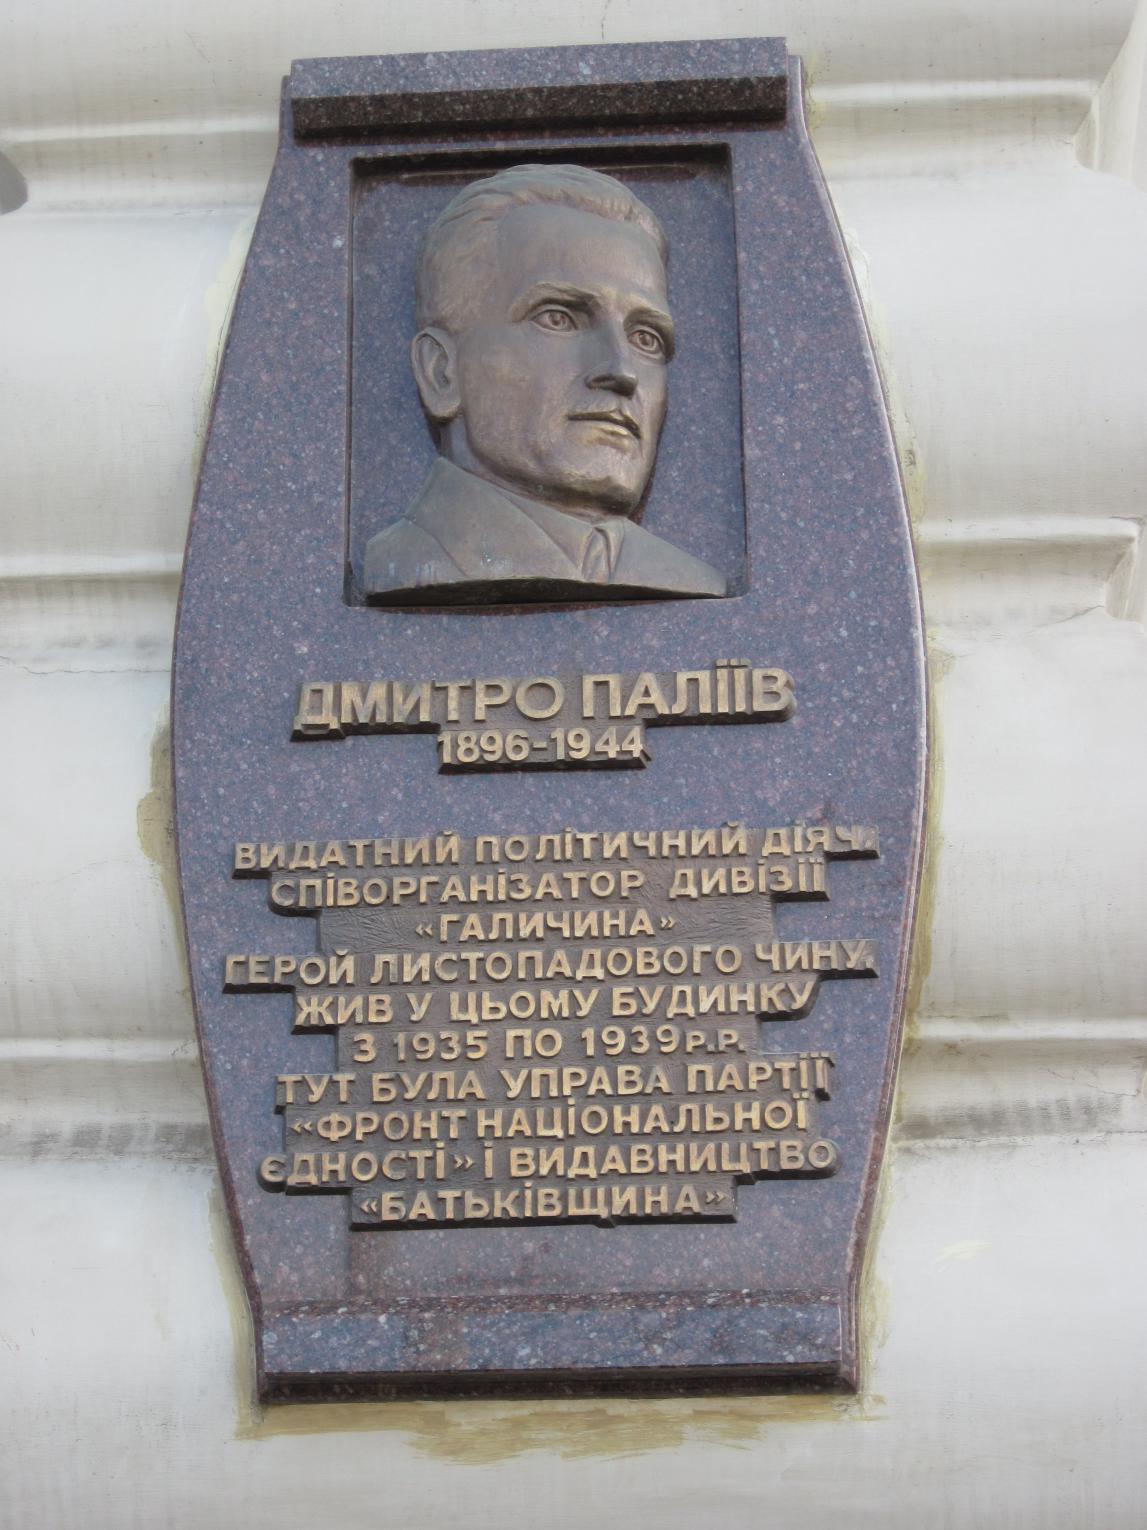 ДМИТРО ПАЛІЇВ
1896-1944
ВИДАТНИЙ ПОЛІТИЧНИЙ ДІЯЧ.
СПІВОРГАНІЗАТОР ДИВІЗІЇ
«ГАЛИЧИНА»
ГЕРОЙ ЛИСТОПАДОВОГО ЧИНУ.
ЖИВ У ЦЬОМУ БУДИНКУ
З 1935 ПО 1939 Р.Р.
ТУТ БУЛА УПРАВА ПАРТІЇ
«ФРОНТ НАЦІОНАЛЬНОЇ
ЄДНОСТІ» І ВИДАВНИЦТВО
«БАТЬКІВЩИНА»